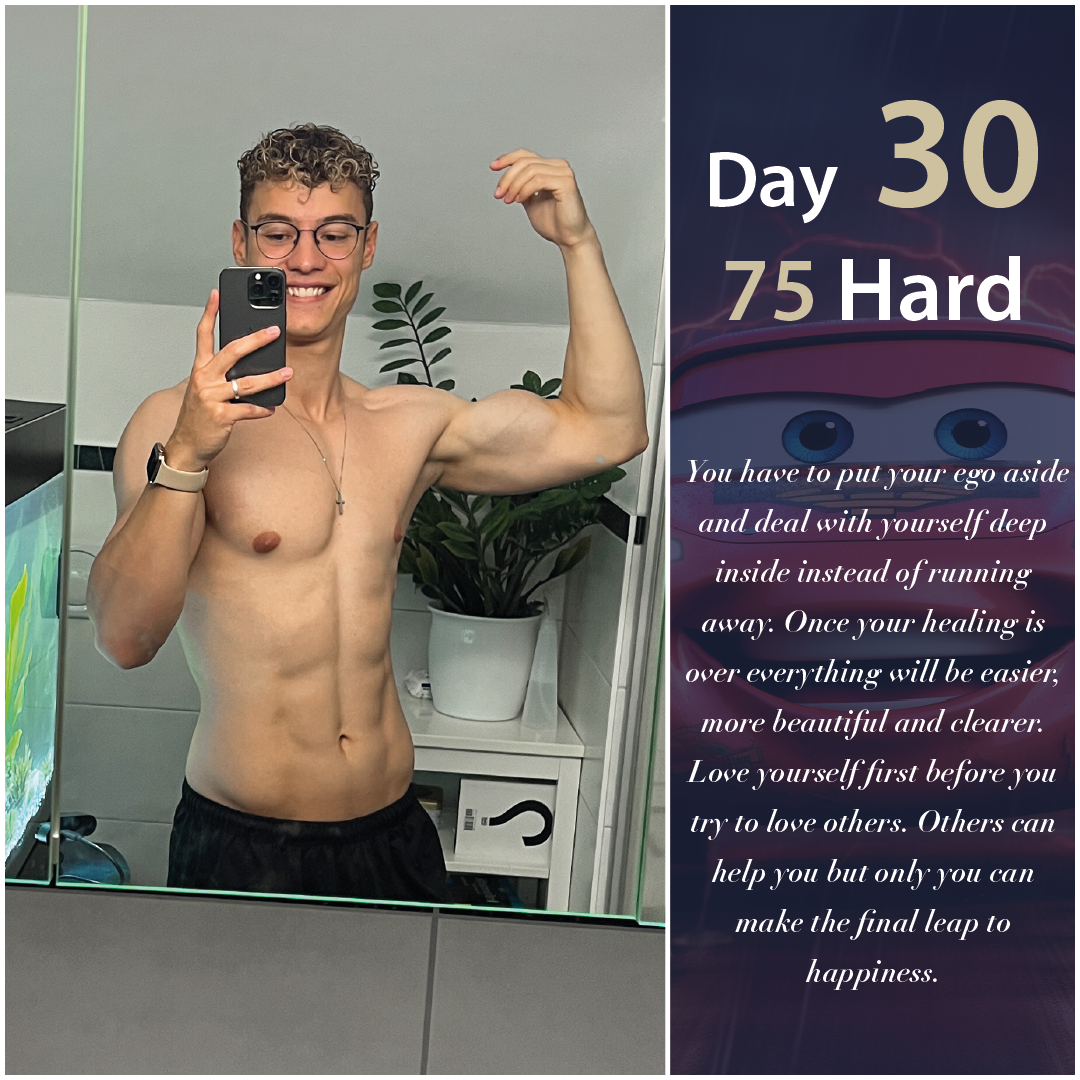 Day 30
75 Hard
You have to put your ego aside
and deal with yourself deep
inside instead of running
away. Once your healing is
over everything will be easier,
more beautiful and clearer.
Love yourself first before you
try to love others. Others can
help you but only you can
make the final leap to
happiness.